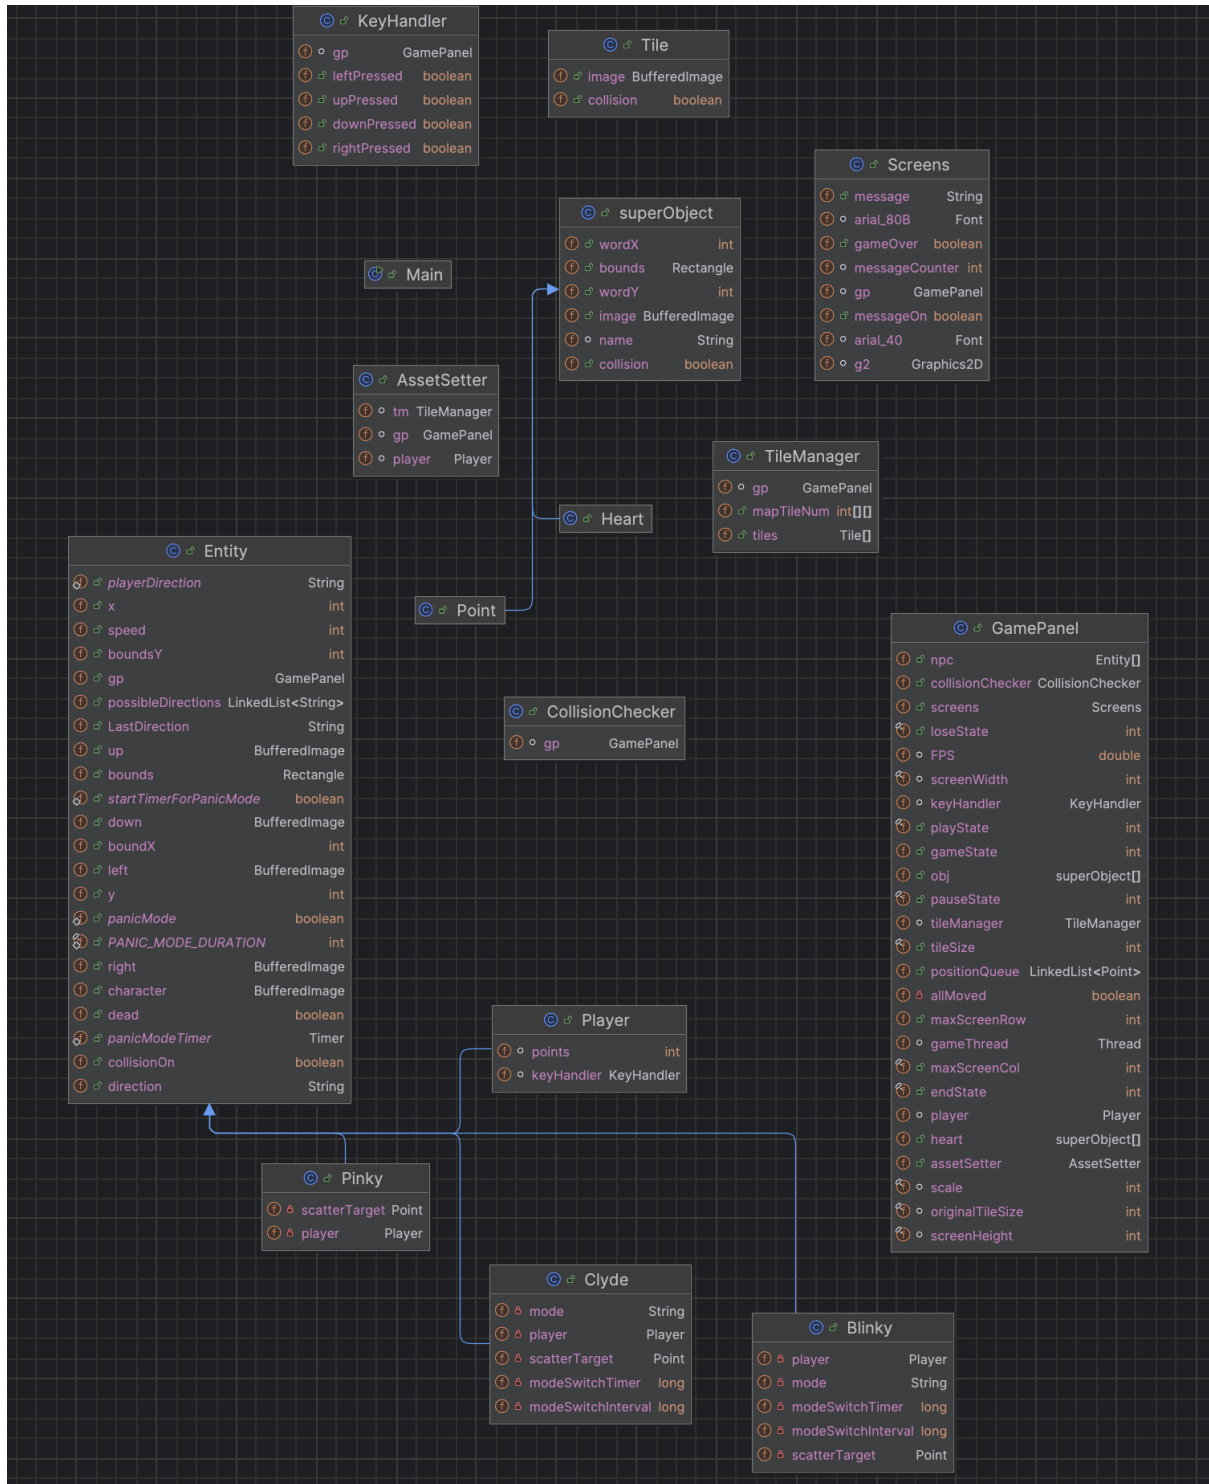 KeyHandler
gp GamePanel
leftPressed boolean
upPressed boolean
downPressed boolean
rightPressed boolean
Tile
image BufferedImage
collision boolean
Screens
message String
arial_80B Font
gameOver boolean
messageCounter int
gp GamePanel
messageOn boolean
arial_40 Font
g2 Graphics2D
superObject
wordX int
bounds Rectangle
wordY int
image BufferedImage
name String
collision boolean
Main
AssetSetter
tm TileManager
gp GamePanel
player Player
TileManager
gp GamePanel
mapTileNum int[][]
tiles Tile[]
Heart
Entity
playerDirection String
x int
speed int
boundsY int
gp GamePanel
possibleDirections LinkedList<String>
LastDirection String
up BufferedImage
bounds Rectangle
startTimerForPanicMode boolean
down BufferedImage
boundX int
left BufferedImage
y int
panicMode boolean
PANIC_MODE_DURATION int
right BufferedImage
character BufferedImage
dead boolean
panicModeTimer Timer
collisionOn boolean
direction String
Point
GamePanel
npc Entity[]
collisionChecker CollisionChecker
screens Screens
loseState int
FPS double
screenWidth int
keyHandler KeyHandler
playState int
gameState int
obj superObject[]
pauseState int
tileManager TileManager
tileSize int
positionQueue LinkedList<Point>
allMoved boolean
maxScreenRow int
gameThread Thread
maxScreenCol int
endState int
player Player
heart superObject[]
assetSetter AssetSetter
scale int
originalTileSize int
screenHeight int
CollisionChecker
gp GamePanel
Player
points int
keyHandler KeyHandler
Pinky
scatterTarget Point
player Player
Clyde
mode String
player Player
scatterTarget Point
modeSwitchTimer long
modeSwitchInterval long
Blinky
player Player
mode String
modeSwitchTimer long
modeSwitchInterval long
scatterTarget Point